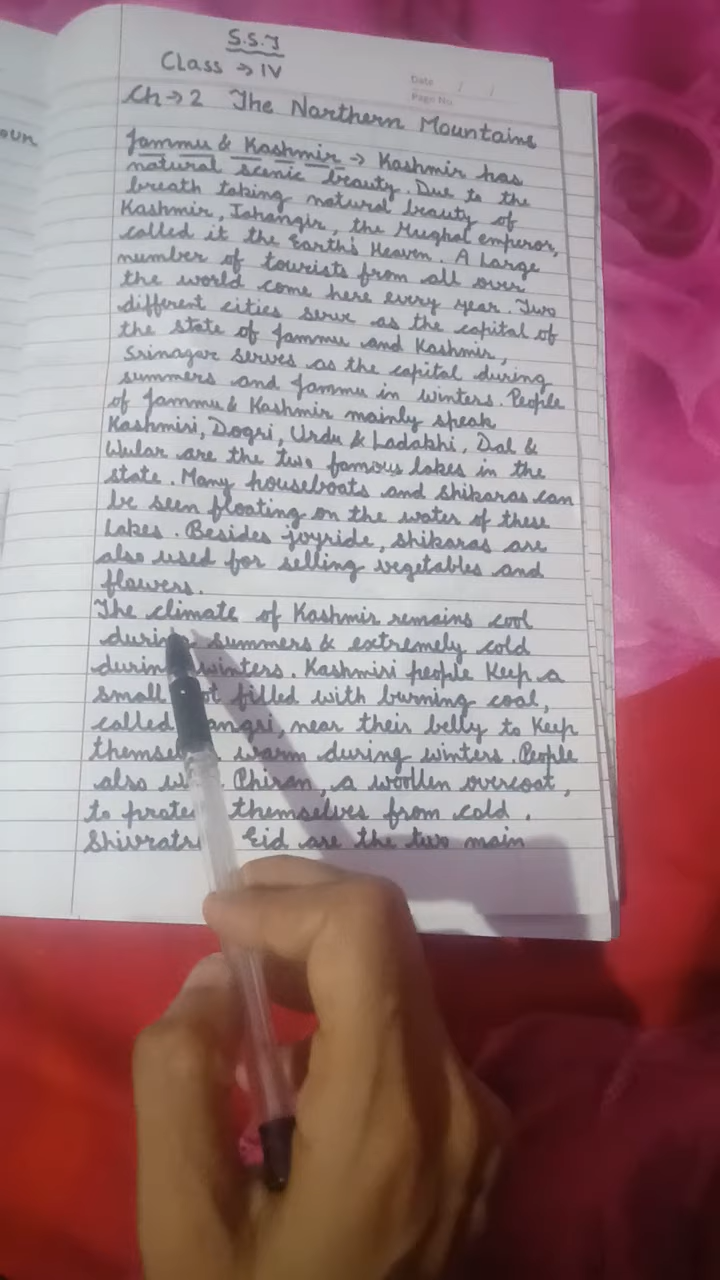 S.S.T
Class → IV
Date / /
Page No.
Ch → 2 The Northern Mountains
Jammu & Kashmir → Kashmir has
natural scenic beauty. Due to the
breath taking natural beauty of
Kashmir, Jahangir, the Mughal emperor,
called it the Earth's Heaven. A large
number of tourists from all over
the world come here every year. Two
different cities serve as the capital of
the state of Jammu and Kashmir,
Srinagar serves as the capital during
summers and Jammu in winters. People
of Jammu & Kashmir mainly speak
Kashmiri, Dogri, Urdu & Ladakhi, Dal &
Wular are the two famous lakes in the
state. Many houseboats and shikaras can
be seen floating on the water of these
lakes. Besides joyride, shikaras are
also used for selling vegetables and
flowers.
The climate of Kashmir remains cool
during summers & extremely cold
during winters. Kashmiri people keep a
small filled with burning coal,
called near their belly to keep
warm during winters. People
also Phiran, a woollen overcoat,
to themselves from cold.
Eid are the two main